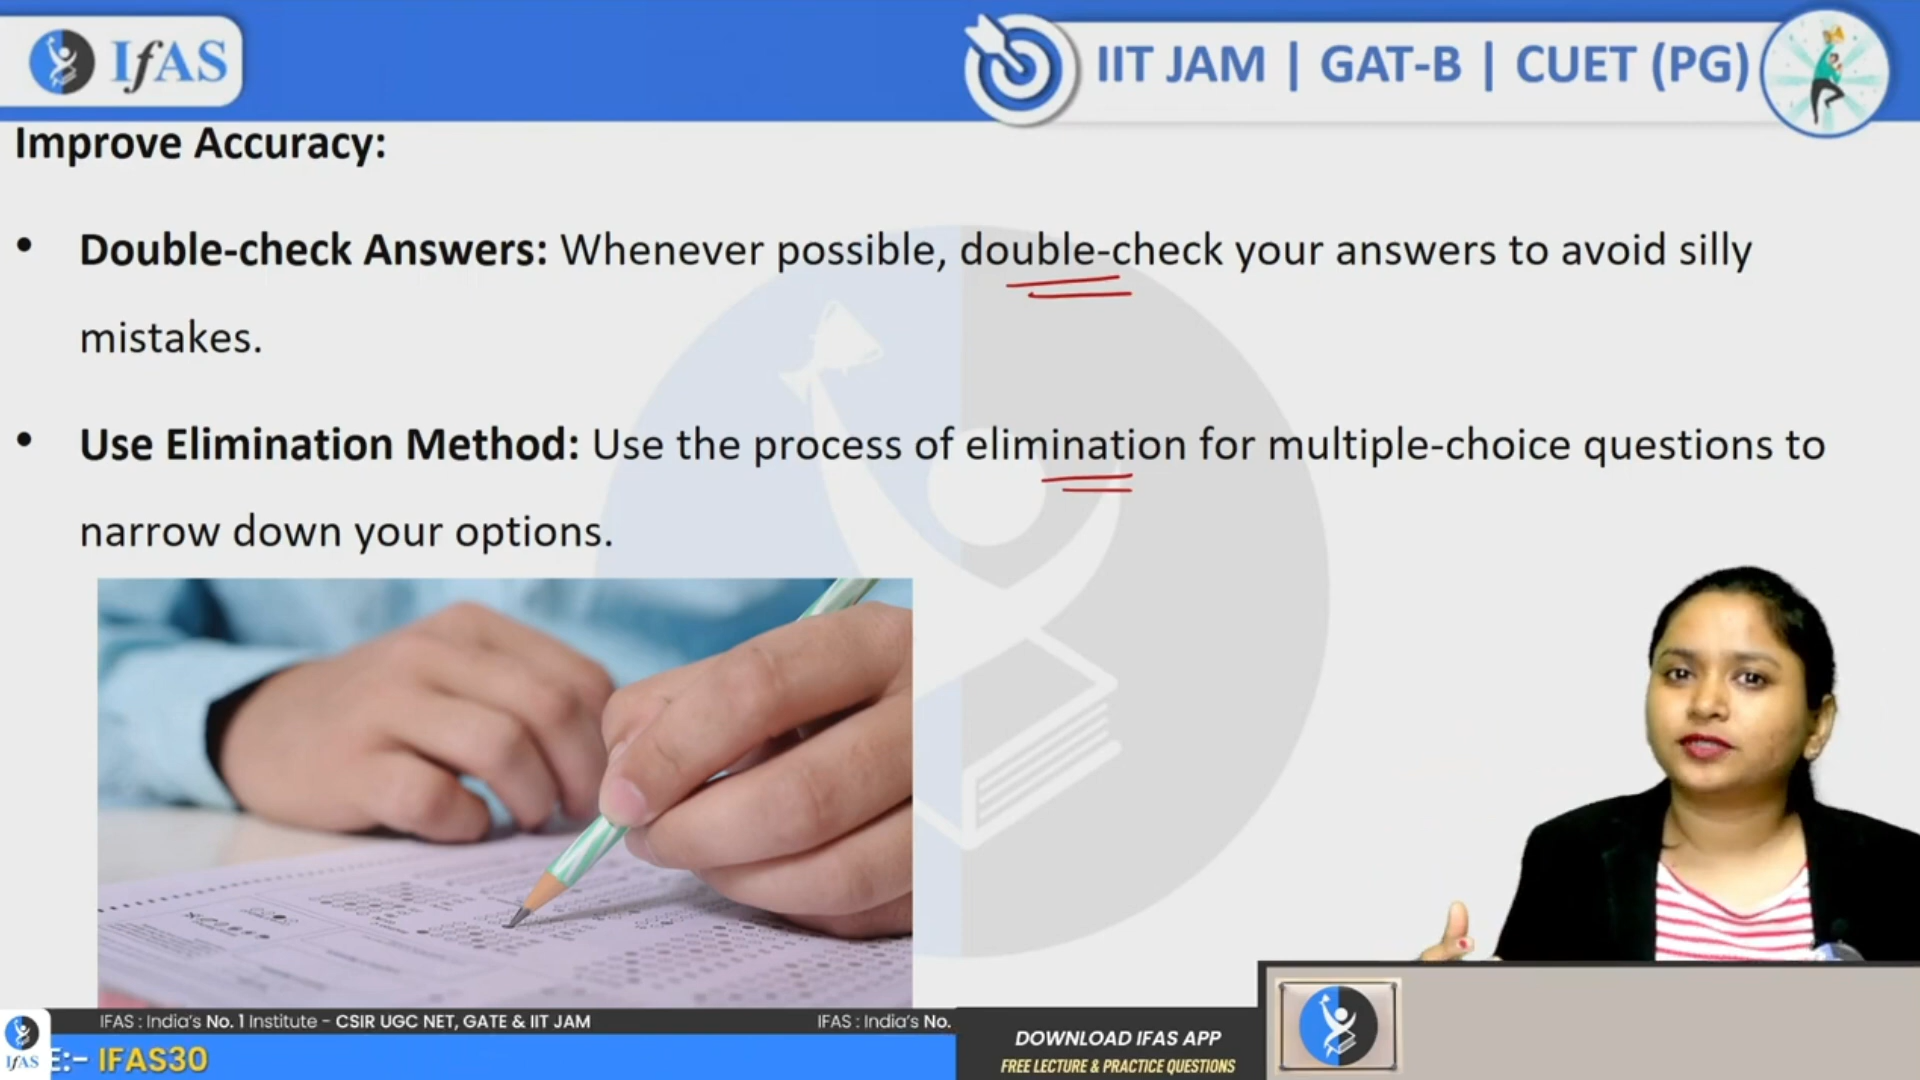 IfAS
IIT JAM | GAT-B | CUET (PG)
Improve Accuracy:
• Double-check Answers: Whenever possible, double-check your answers to avoid silly
mistakes.
• Use Elimination Method: Use the process of elimination for multiple-choice questions to
narrow down your options.
IFAS : India's No. 1 Institute – CSIR UGC NET, GATE & IIT JAM
IFAS : India's No.
IfAS
E:– IFAS30
DOWNLOAD IFAS APP
FREE LECTURE & PRACTICE QUESTIONS